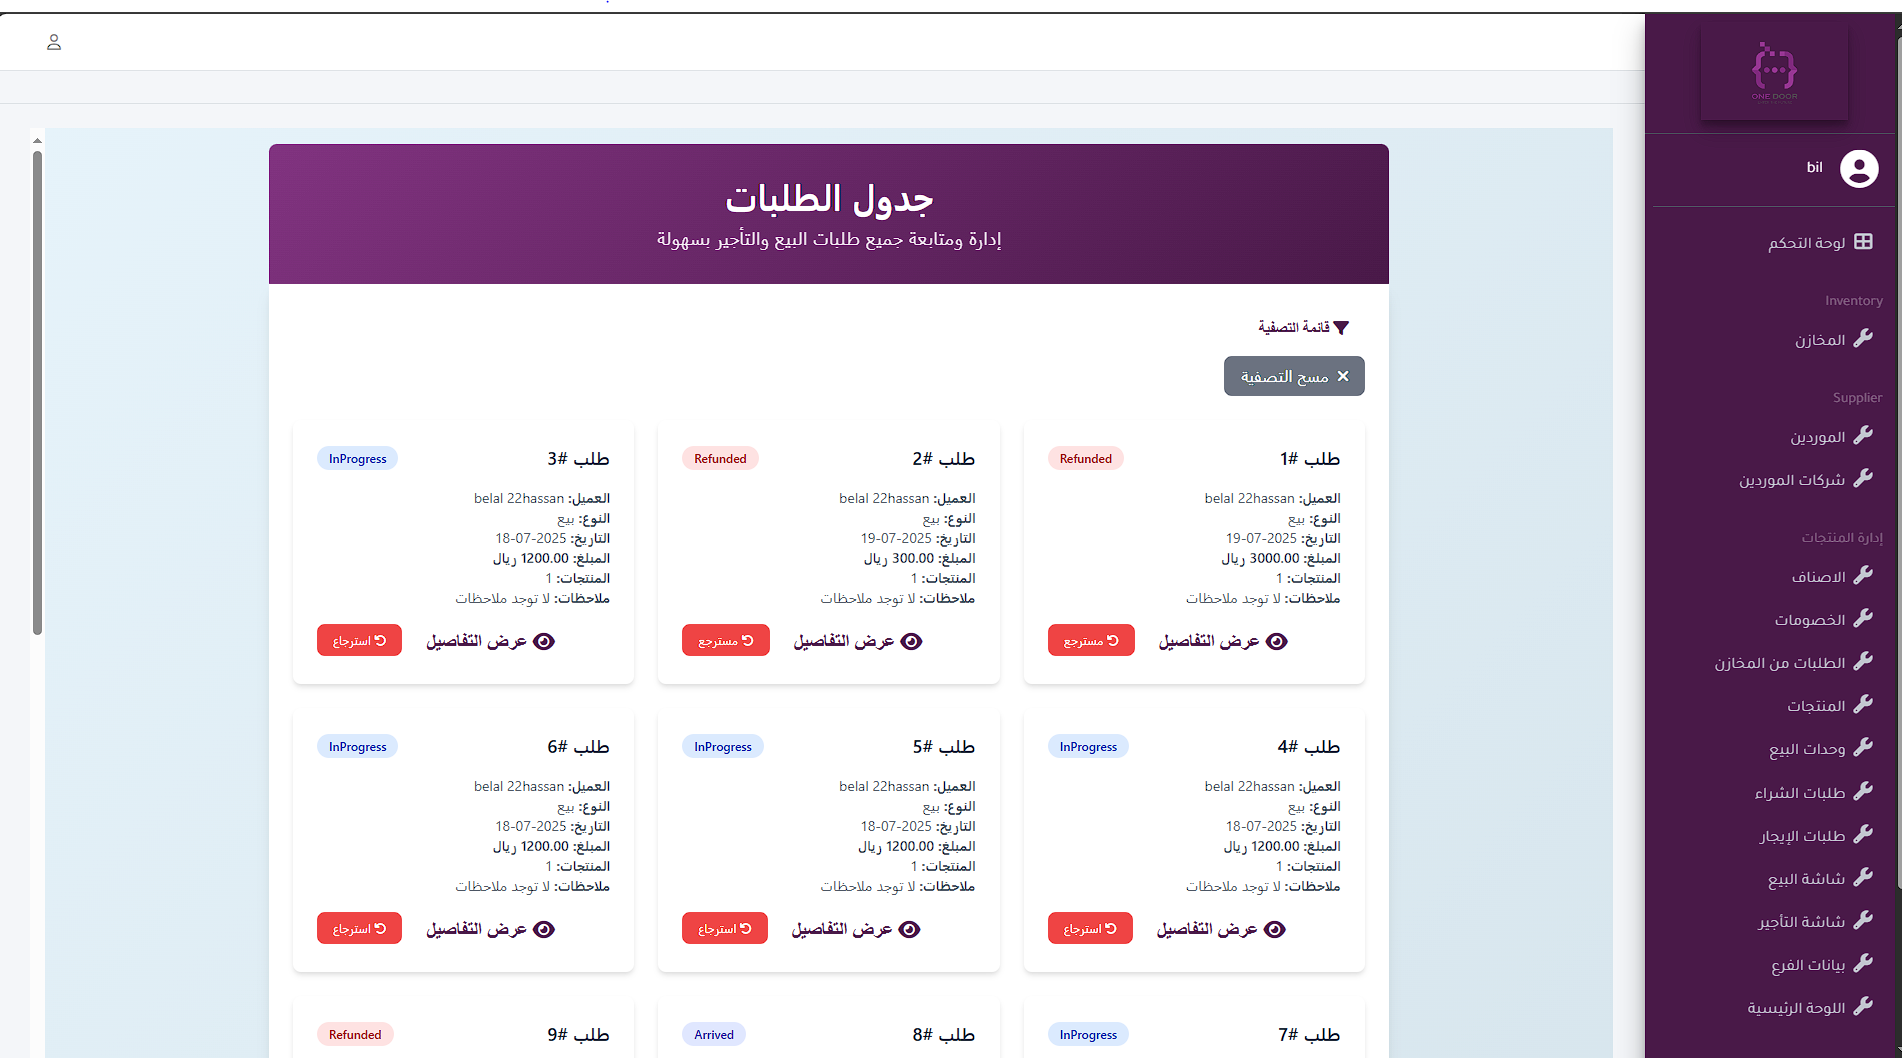 ONE DOOR
bil
لوحة التحكم
Inventory
المخازن
Supplier
الموردين
شركات الموردين
إدارة المنتجات
الاصناف
الخصومات
الطلبات من المخازن
المنتجات
وحدات البيع
طلبات الشراء
طلبات الإيجار
شاشة البيع
شاشة التأجير
بيانات الفرع
اللوحة الرئيسية
جدول الطلبات
إدارة ومتابعة جميع طلبات البيع والتأجير بسهولة
قائمة التصفية
مسح التصفية
طلب #1
Refunded
العميل: belal 22hassan
النوع: بيع
التاريخ: 19-07-2025
المبلغ: 3000.00 ريال
المنتجات: 1
ملاحظات: لا توجد ملاحظات
عرض التفاصيل
مسترجع
طلب #2
Refunded
العميل: belal 22hassan
النوع: بيع
التاريخ: 19-07-2025
المبلغ: 300.00 ريال
المنتجات: 1
ملاحظات: لا توجد ملاحظات
عرض التفاصيل
مسترجع
طلب #3
InProgress
العميل: belal 22hassan
النوع: بيع
التاريخ: 18-07-2025
المبلغ: 1200.00 ريال
المنتجات: 1
ملاحظات: لا توجد ملاحظات
عرض التفاصيل
استرجاع
طلب #4
InProgress
العميل: belal 22hassan
النوع: بيع
التاريخ: 18-07-2025
المبلغ: 1200.00 ريال
المنتجات: 1
ملاحظات: لا توجد ملاحظات
عرض التفاصيل
استرجاع
طلب #5
InProgress
العميل: belal 22hassan
النوع: بيع
التاريخ: 18-07-2025
المبلغ: 1200.00 ريال
المنتجات: 1
ملاحظات: لا توجد ملاحظات
عرض التفاصيل
استرجاع
طلب #6
InProgress
العميل: belal 22hassan
النوع: بيع
التاريخ: 18-07-2025
المبلغ: 1200.00 ريال
المنتجات: 1
ملاحظات: لا توجد ملاحظات
عرض التفاصيل
استرجاع
طلب #7
InProgress
طلب #8
Arrived
طلب #9
Refunded